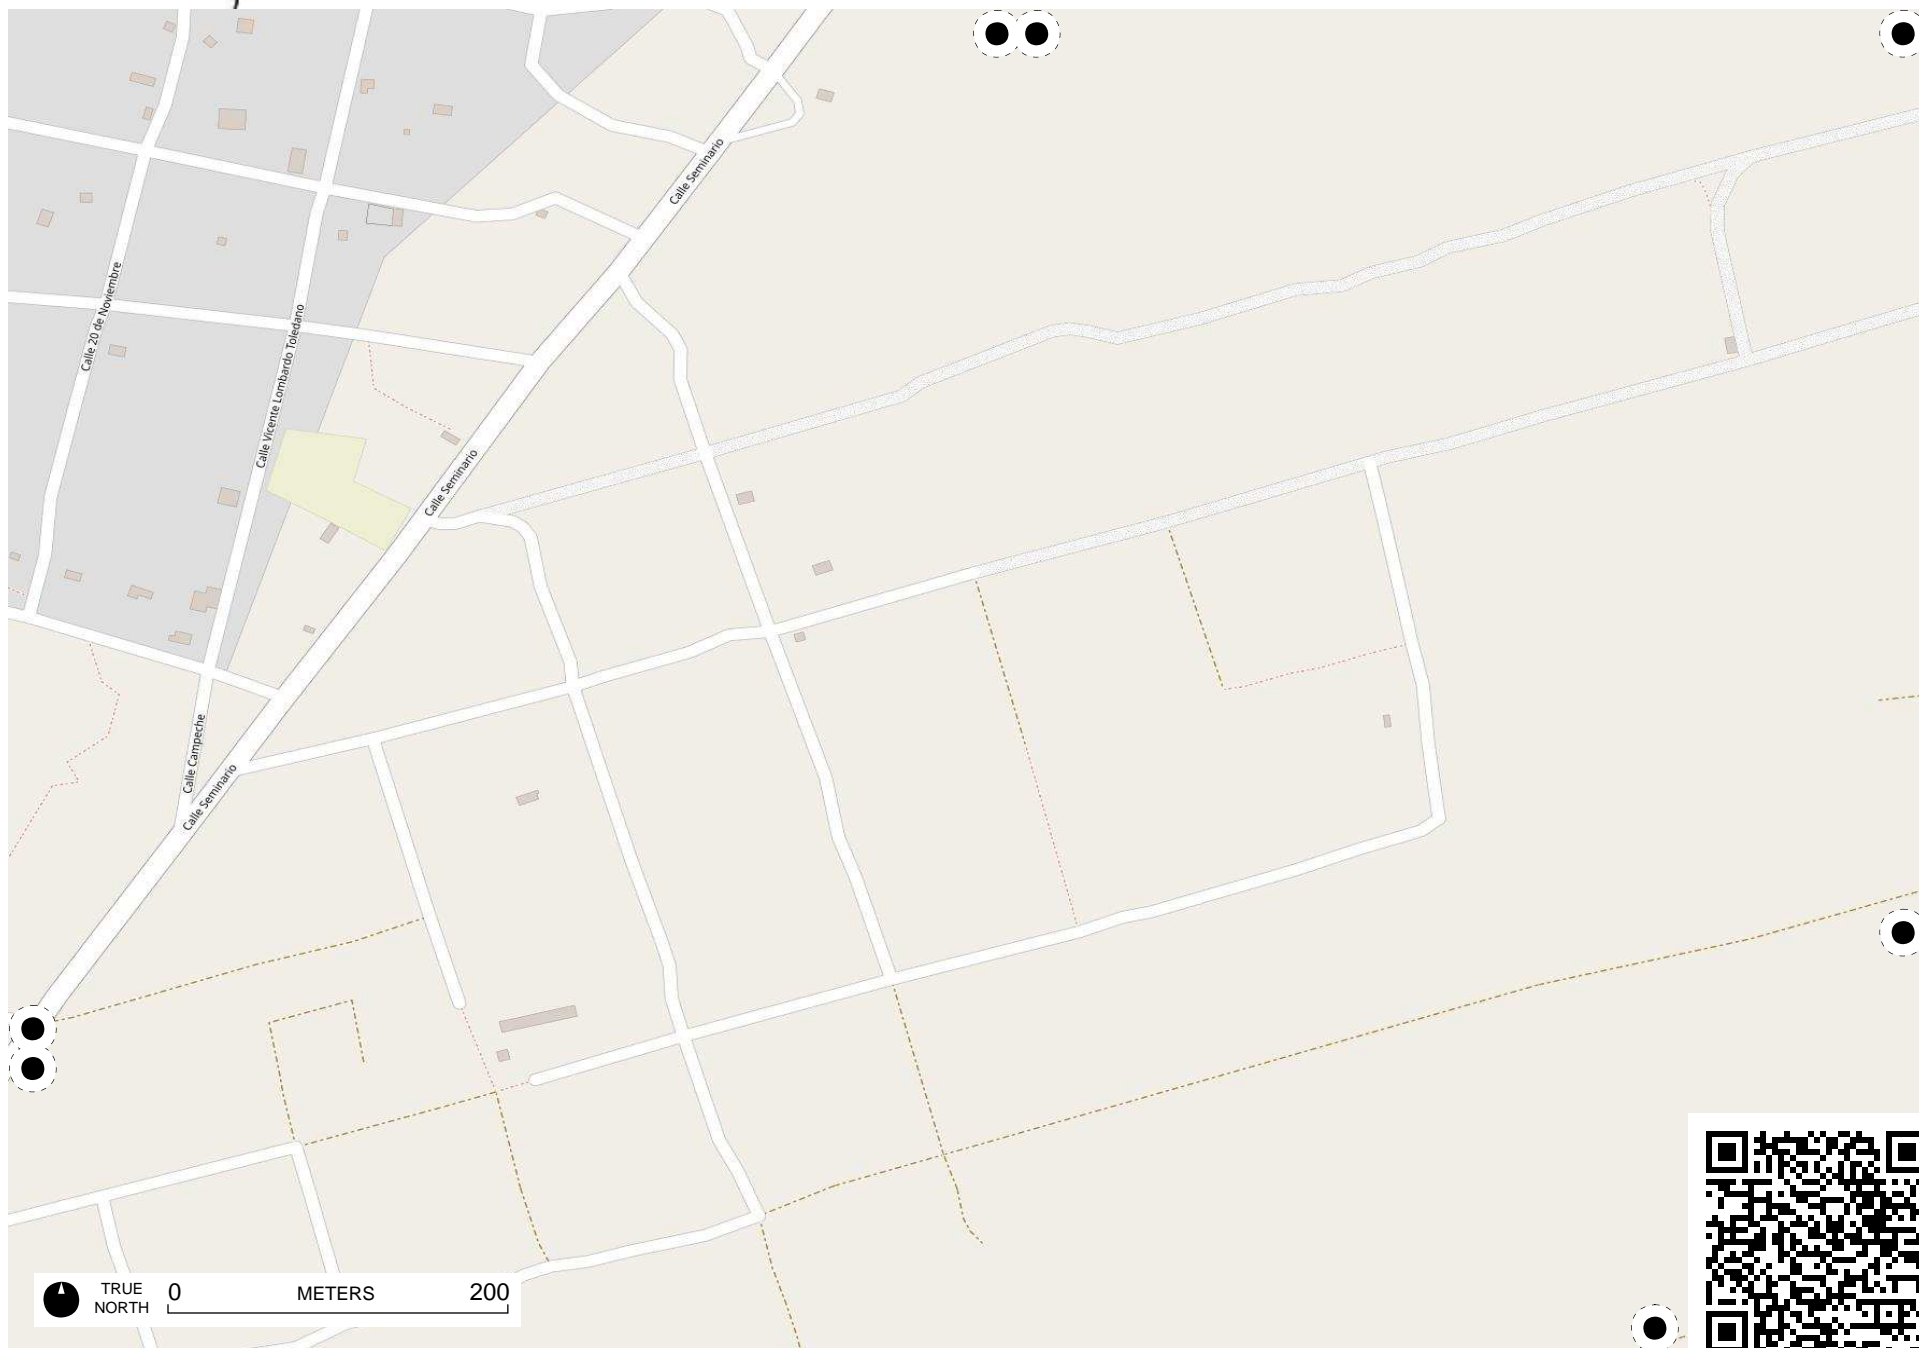 Calle Seminario
Calle 20 de Noviembre
Calle Vicente Lombardo Toledano
Calle Seminario
Calle Campeche
Calle Seminario
TRUE NORTH
0 METERS 200